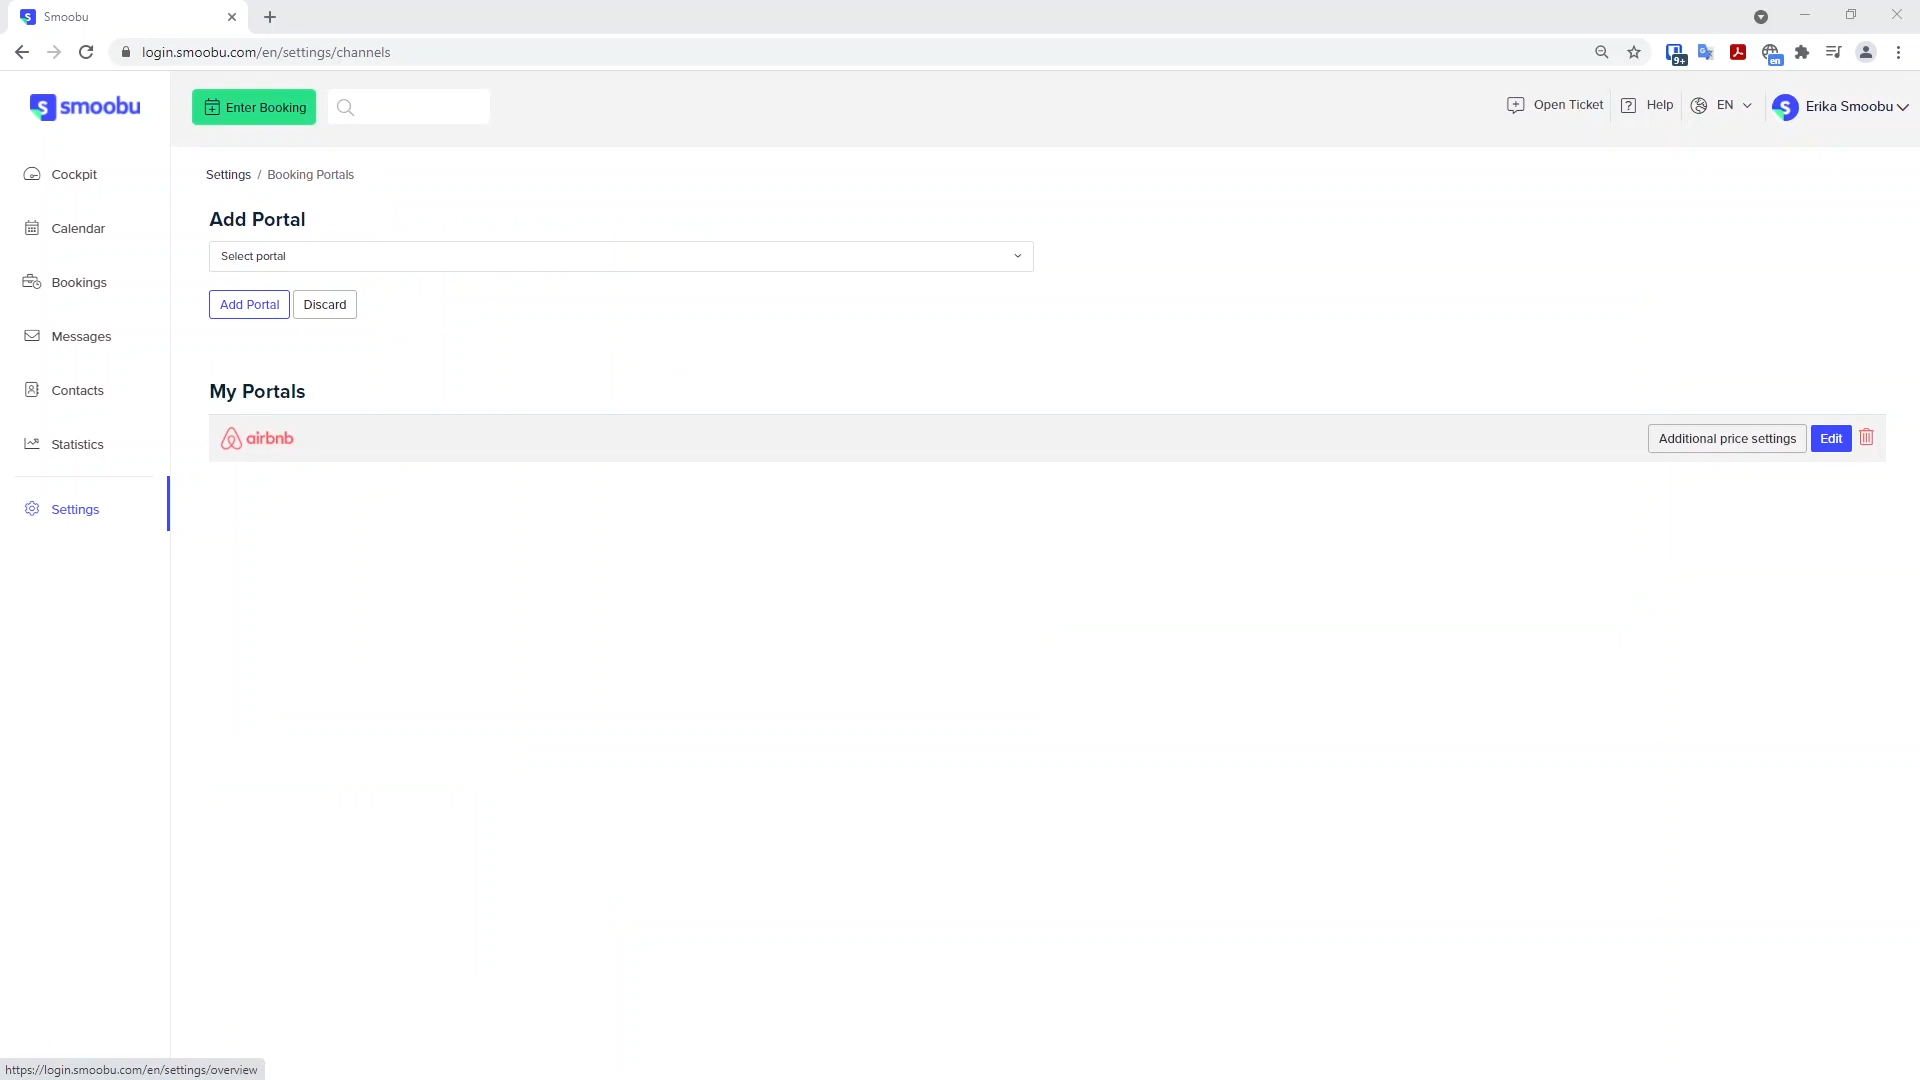 Smoobu
login.smoobu.com/en/settings/channels
9+
en
smoobu
Enter Booking
Open Ticket
Help
EN
Erika Smoobu
Cockpit
Calendar
Bookings
Messages
Contacts
Statistics
Settings
Settings / Booking Portals
Add Portal
Select portal
Add Portal
Discard
My Portals
airbnb
Additional price settings
Edit
https://login.smoobu.com/en/settings/overview